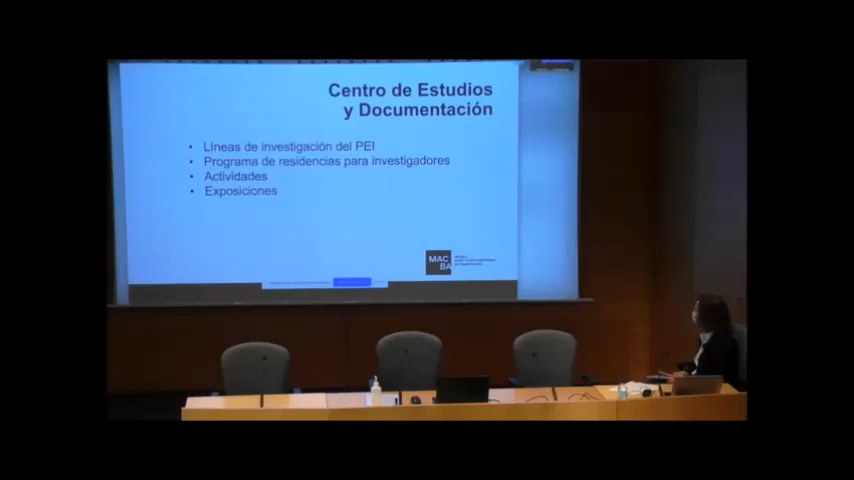 Centro de Estudios
y Documentación
• Líneas de investigación del PEI
• Programa de residencias para investigadores
• Actividades
• Exposiciones
MAC
BA